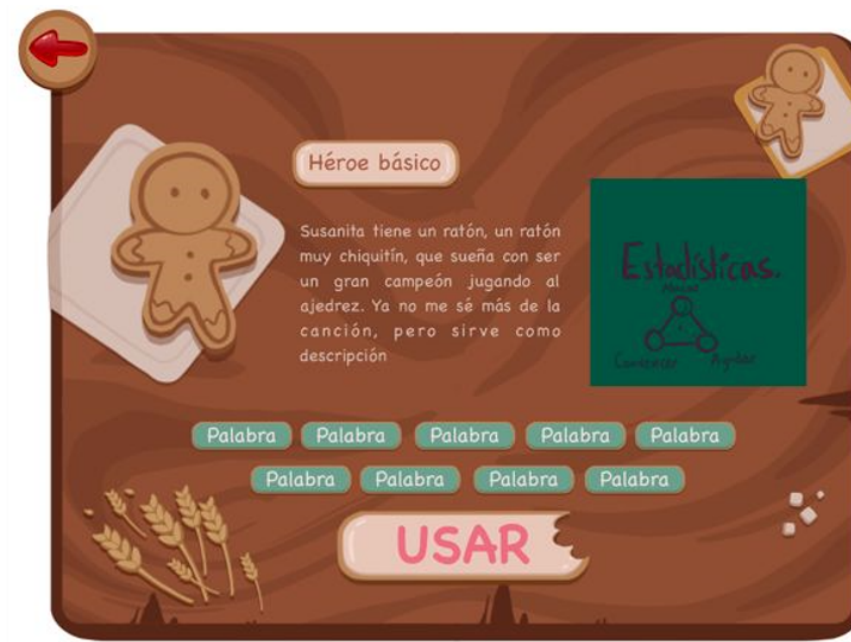 Héroe básico
Susanita tiene un ratón, un ratón
muy chiquitín, que sueña con ser
un gran campeón jugando al
ajedrez. Ya no me sé más de la
canción, pero sirve como
descripción
Estadísticas.
Convencer Ayudar
Palabra Palabra Palabra Palabra Palabra
Palabra Palabra Palabra Palabra
USAR